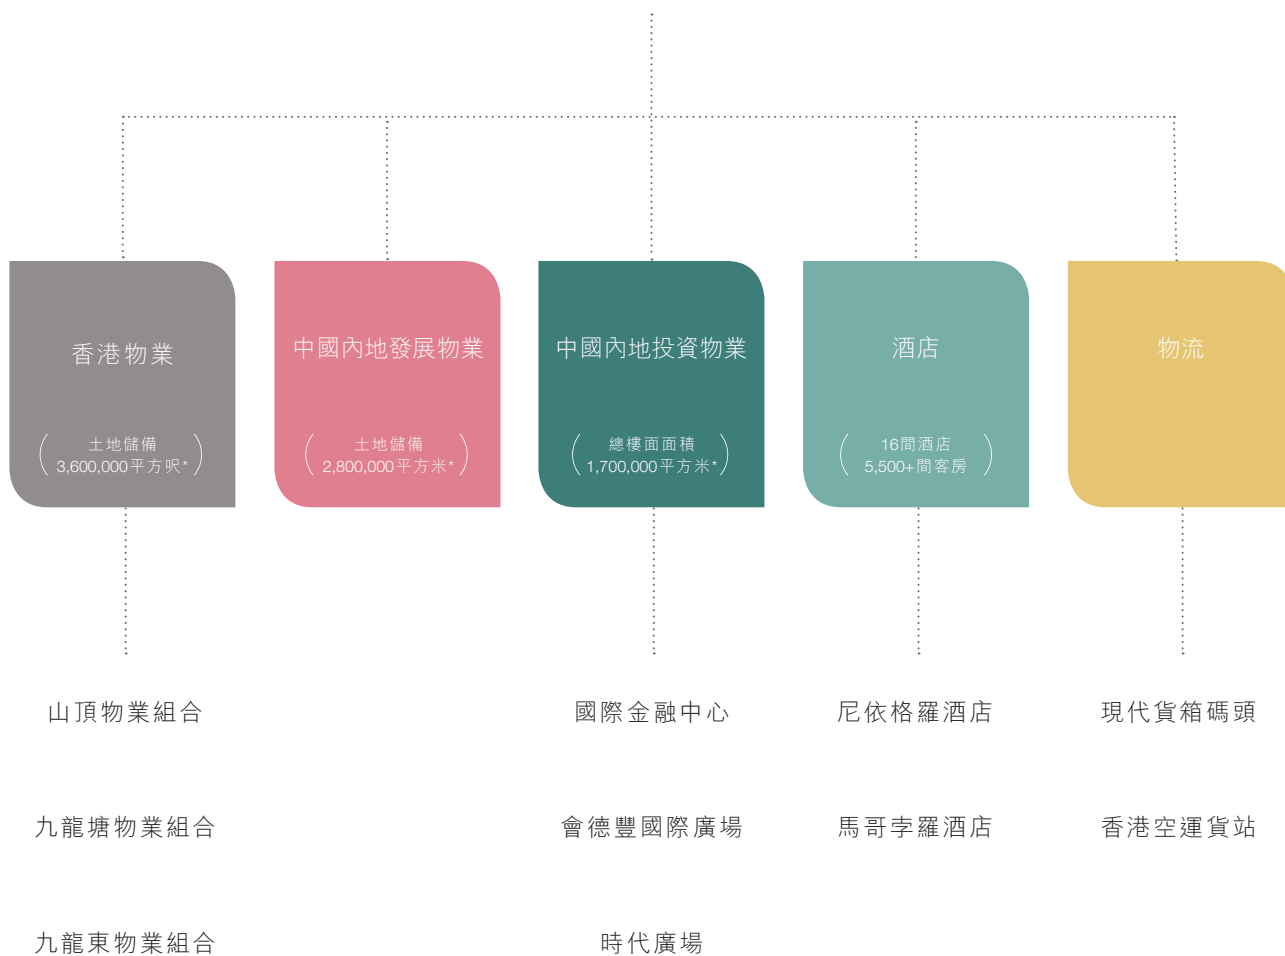 香港物業
土地儲備
3,600,000平方呎*
中國內地發展物業
土地儲備
2,800,000平方米*
中國內地投資物業
總樓面面積
1,700,000平方米*
酒店
16間酒店
5,500+間客房
物流
山頂物業組合
九龍塘物業組合
九龍東物業組合
國際金融中心
會德豐國際廣場
時代廣場
尼依格羅酒店
馬哥孛羅酒店
現代貨箱碼頭
香港空運貨站